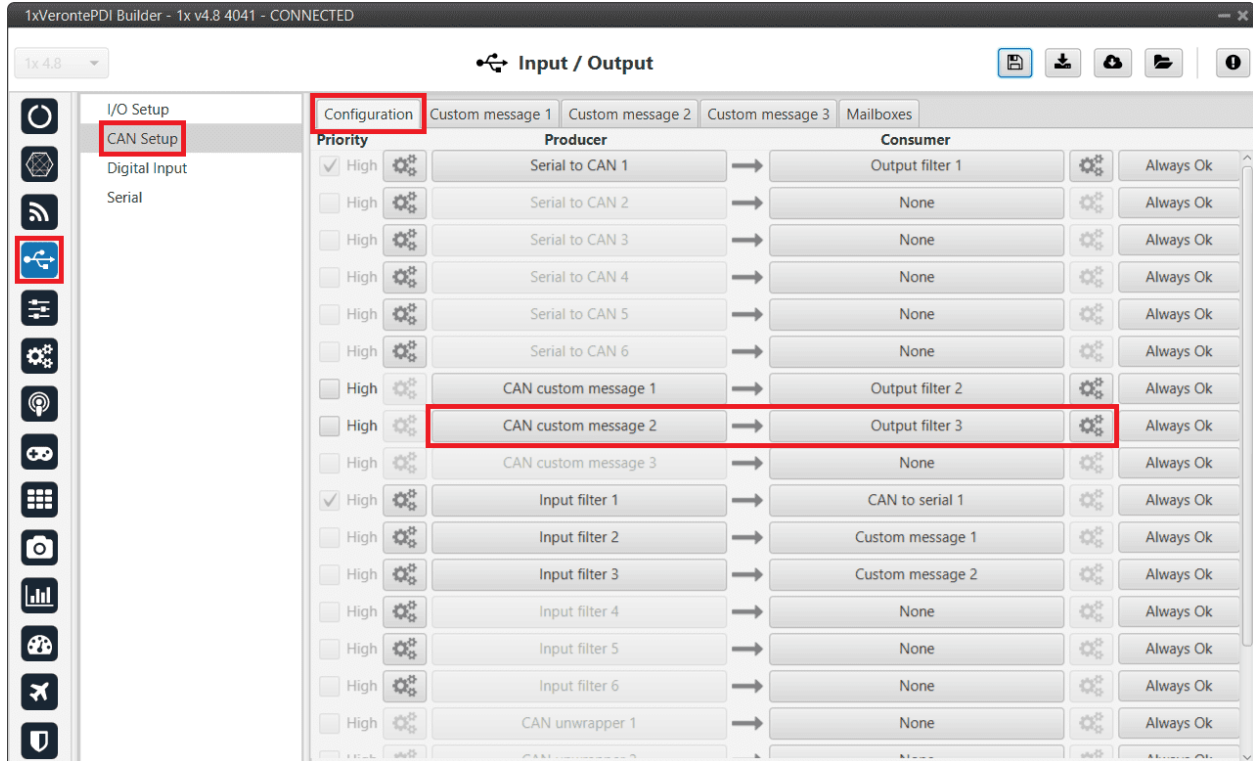 1xVerontePDI Builder - 1x v4.8 4041 - CONNECTED
1x 4.8
Input / Output
I/O Setup
CAN Setup
Digital Input
Serial
Configuration Custom message 1 Custom message 2 Custom message 3 Mailboxes
Priority Producer Consumer
High Serial to CAN 1 Output filter 1 Always Ok
High Serial to CAN 2 None Always Ok
High Serial to CAN 3 None Always Ok
High Serial to CAN 4 None Always Ok
High Serial to CAN 5 None Always Ok
High Serial to CAN 6 None Always Ok
High CAN custom message 1 Output filter 2 Always Ok
High CAN custom message 2 Output filter 3 Always Ok
High CAN custom message 3 None Always Ok
High Input filter 1 CAN to serial 1 Always Ok
High Input filter 2 Custom message 1 Always Ok
High Input filter 3 Custom message 2 Always Ok
High Input filter 4 None Always Ok
High Input filter 5 None Always Ok
High Input filter 6 None Always Ok
High CAN unwrapper 1 None Always Ok